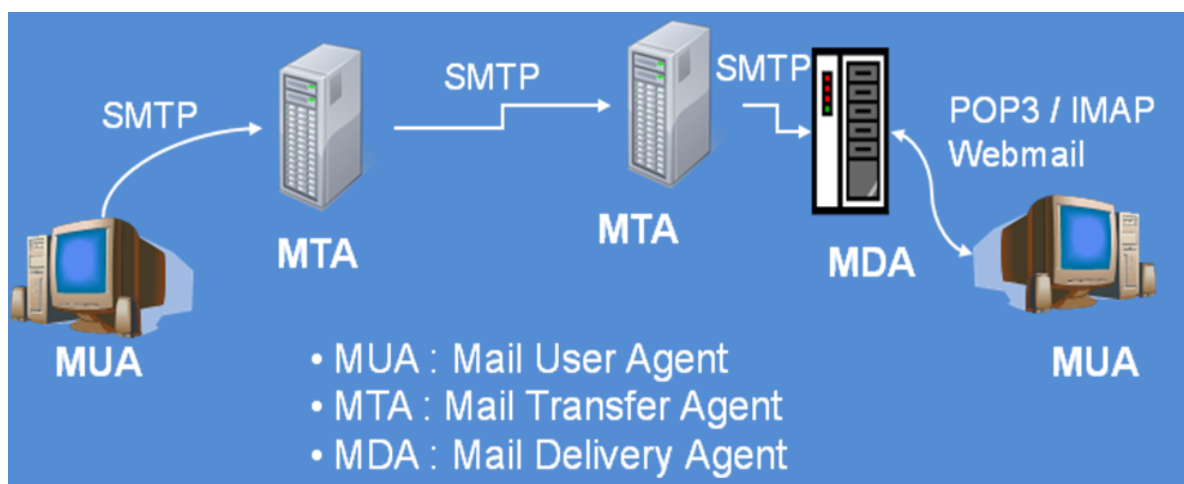 SMTP
SMTP
SMTP
POP3 / IMAP
Webmail
MUA
MTA
MTA
MDA
MUA
• MUA : Mail User Agent
• MTA : Mail Transfer Agent
• MDA : Mail Delivery Agent